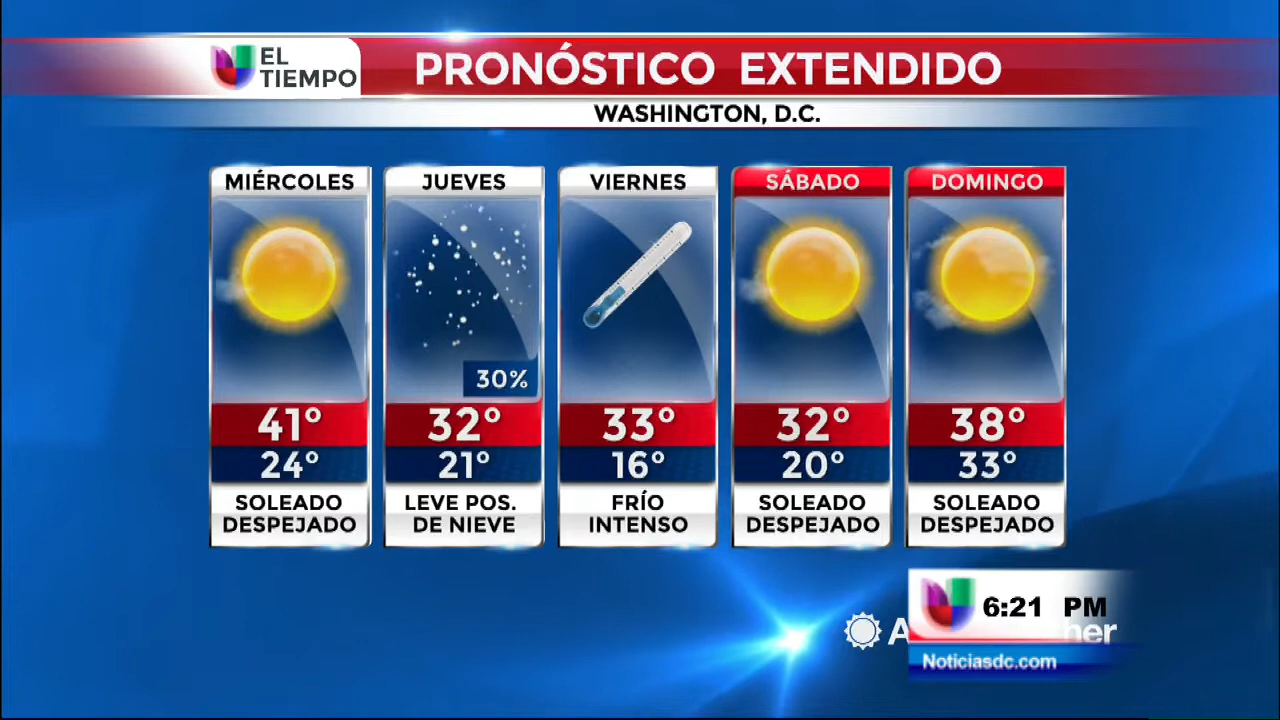 EL
TIEMPO
PRONÓSTICO EXTENDIDO
WASHINGTON, D.C.
MIÉRCOLES
41°
24°
SOLEADO
DESPEJADO
JUEVES
30%
32°
21°
LEVE POS.
DE NIEVE
VIERNES
33°
16°
FRÍO
INTENSO
SÁBADO
32°
20°
SOLEADO
DESPEJADO
DOMINGO
38°
33°
SOLEADO
DESPEJADO
6:21 PM
Noticiasdc.com